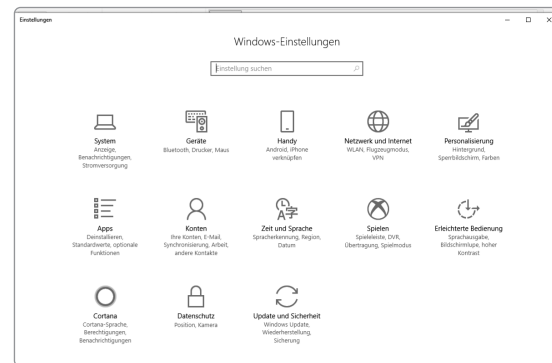 Einstellungen
Windows-Einstellungen
Einstellung suchen
System
Anzeige,
Benachrichtigungen,
Stromversorgung
Geräte
Bluetooth, Drucker, Maus
Handy
Android, iPhone
verknüpfen
Netzwerk und Internet
WLAN, Flugzeugmodus,
VPN
Personalisierung
Hintergrund,
Sperrbildschirm, Farben
Apps
Deinstallieren,
Standardwerte, optionale
Funktionen
Konten
Ihre Konten, E-Mail,
Synchronisierung, Arbeit,
andere Kontakte
Zeit und Sprache
Spracherkennung, Region,
Datum
Spielen
Spieleleiste, DVR,
Übertragung, Spielmodus
Erleichterte Bedienung
Sprachausgabe,
Bildschirmlupe, hoher
Kontrast
Cortana
Cortana-Sprache,
Berechtigungen,
Benachrichtigungen
Datenschutz
Position, Kamera
Update und Sicherheit
Windows Update,
Wiederherstellung,
Sicherung